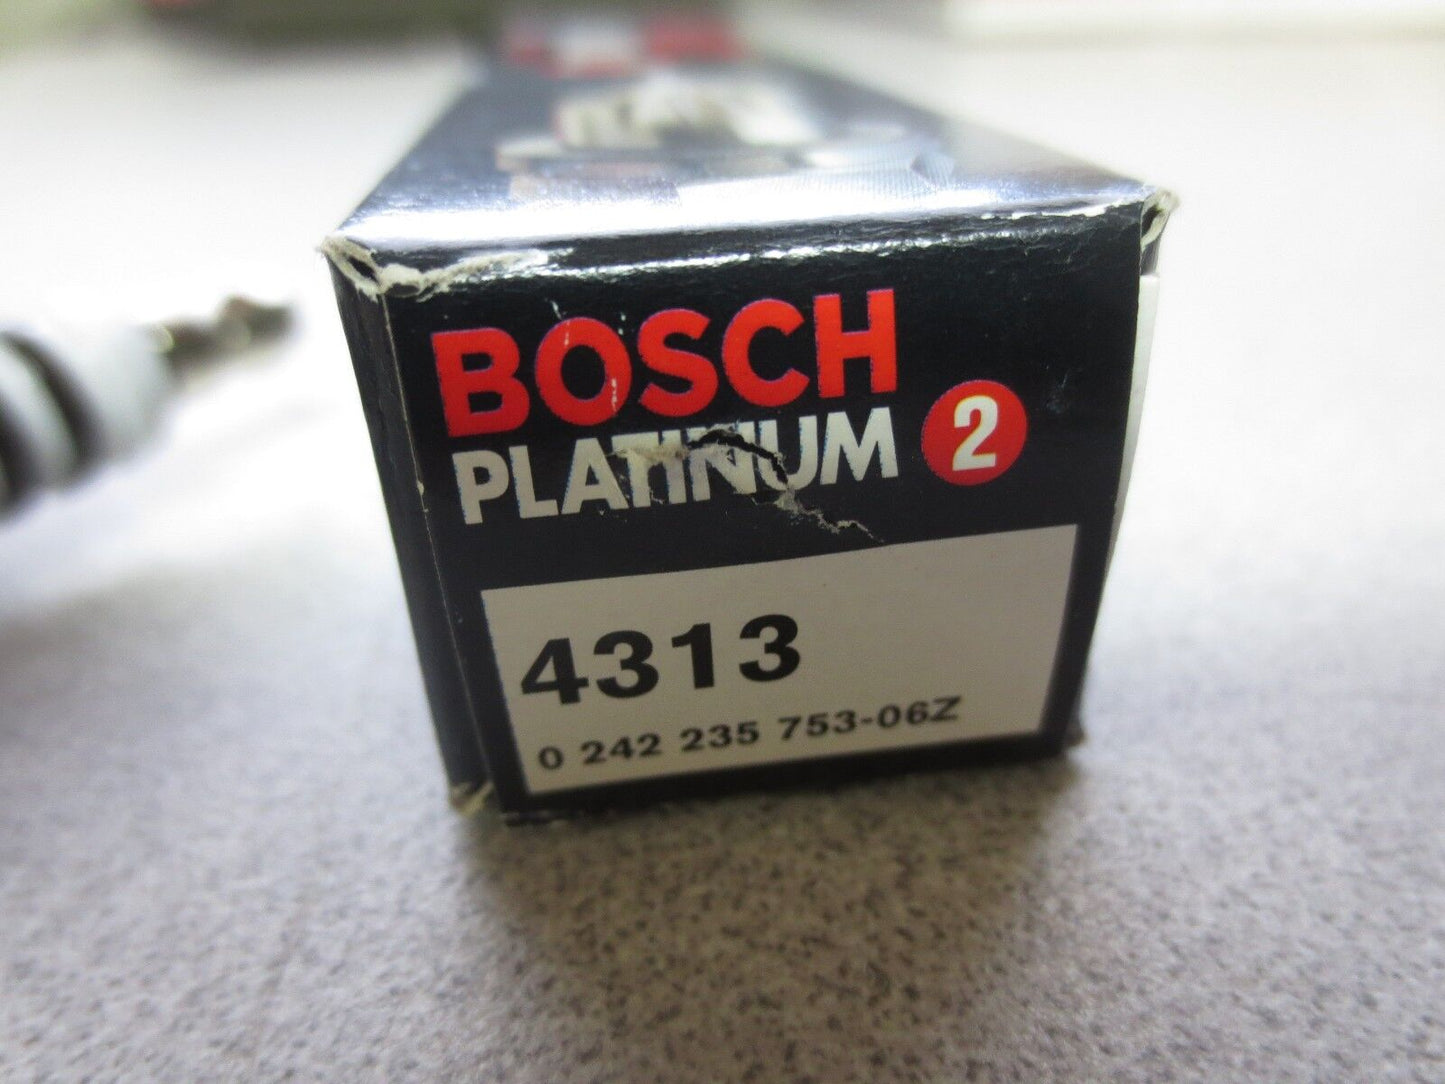 BOSCH
PLATINUM 2
4313
0 242 235 753-06Z